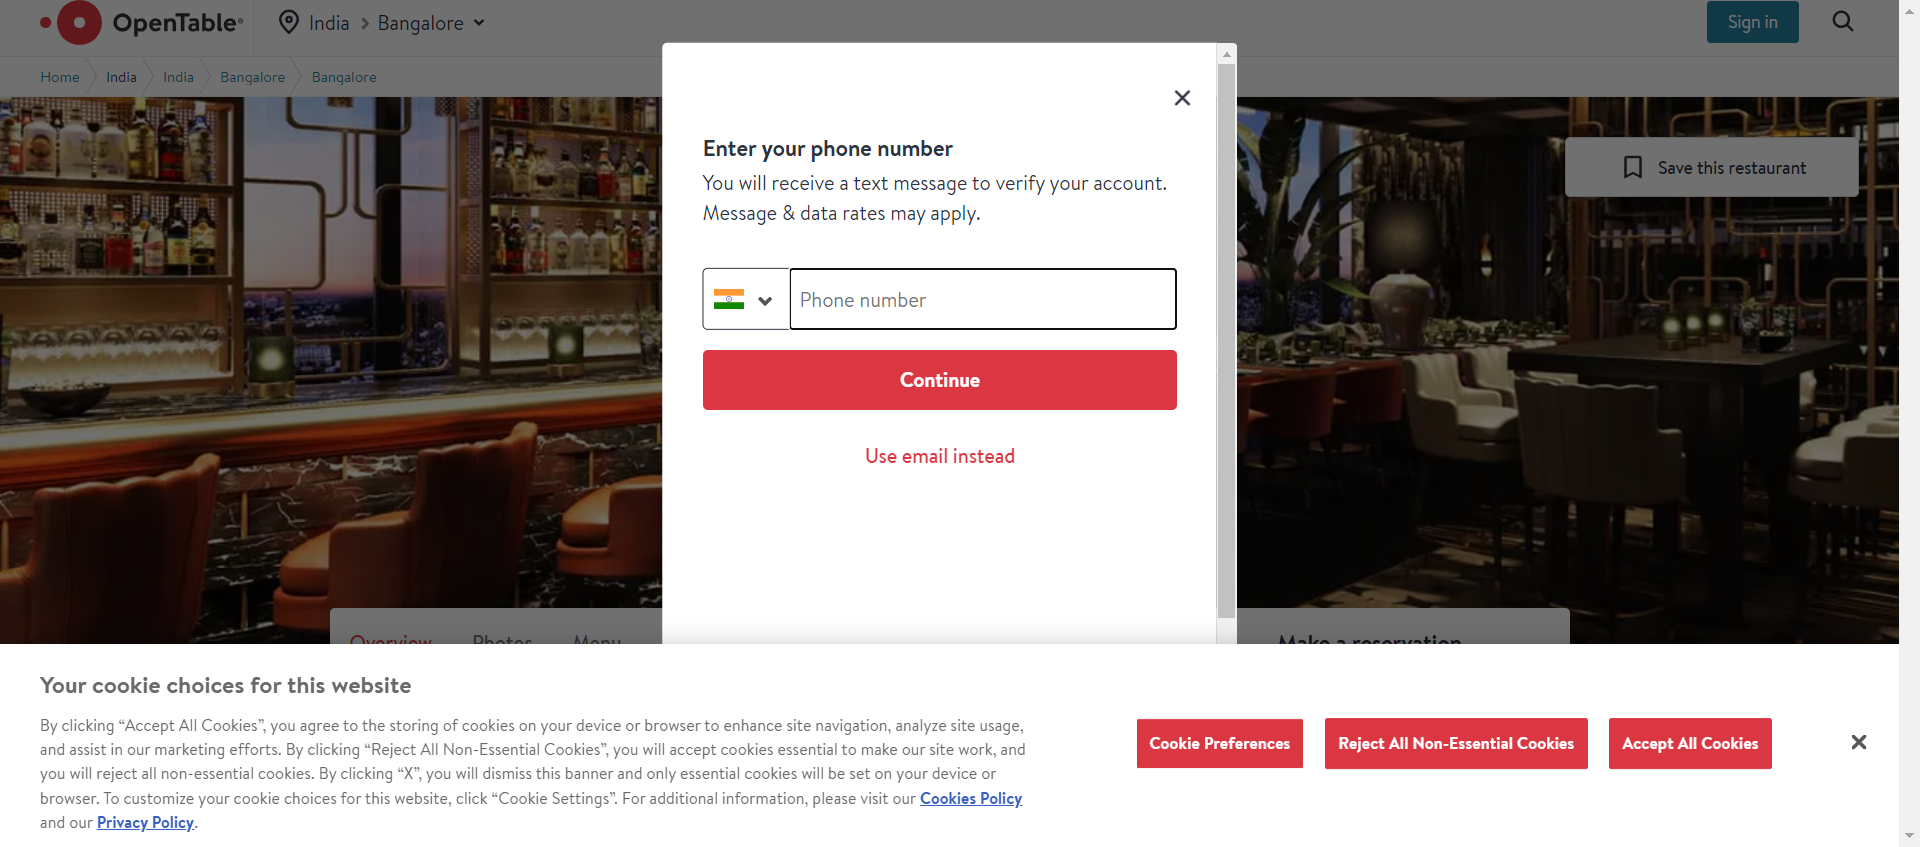 OpenTable®
India
Bangalore
Sign in
Home
India
India
Bangalore
Bangalore
Save this restaurant
Enter your phone number
You will receive a text message to verify your account.
Message & data rates may apply.
Phone number
Continue
Use email instead
Overview
Photos
Menu
Make a reservation
Your cookie choices for this website
By clicking “Accept All Cookies”, you agree to the storing of cookies on your device or browser to enhance site navigation, analyze site usage,
and assist in our marketing efforts. By clicking “Reject All Non-Essential Cookies”, you will accept cookies essential to make our site work, and
you will reject all non-essential cookies. By clicking “X”, you will dismiss this banner and only essential cookies will be set on your device or
browser. To customize your cookie choices for this website, click “Cookie Settings”. For additional information, please visit our Cookies Policy
and our Privacy Policy.
Cookie Preferences
Reject All Non-Essential Cookies
Accept All Cookies